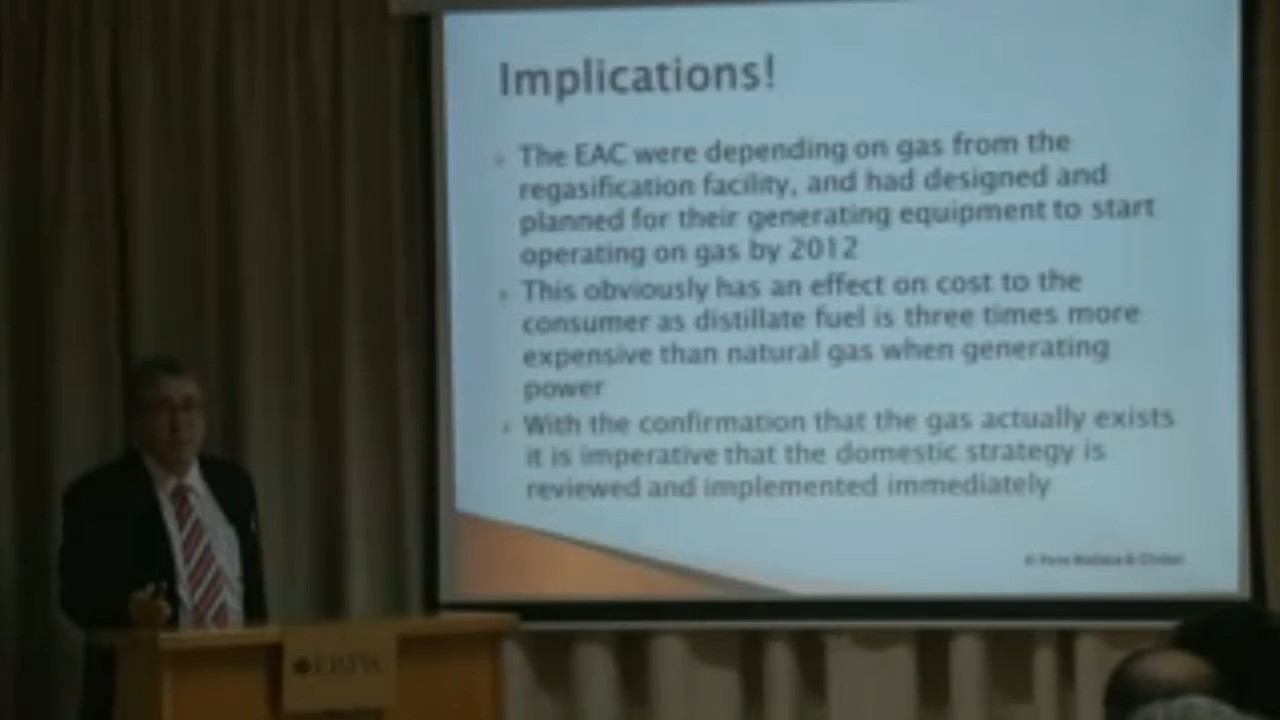 Implications!
The EAC were depending on gas from the
regasification facility, and had designed and
planned for their generating equipment to start
operating on gas by 2012
This obviously has an effect on cost to the
consumer as distillate fuel is three times more
expensive than natural gas when generating
power
With the confirmation that the gas actually exists
it is imperative that the domestic strategy is
reviewed and implemented immediately